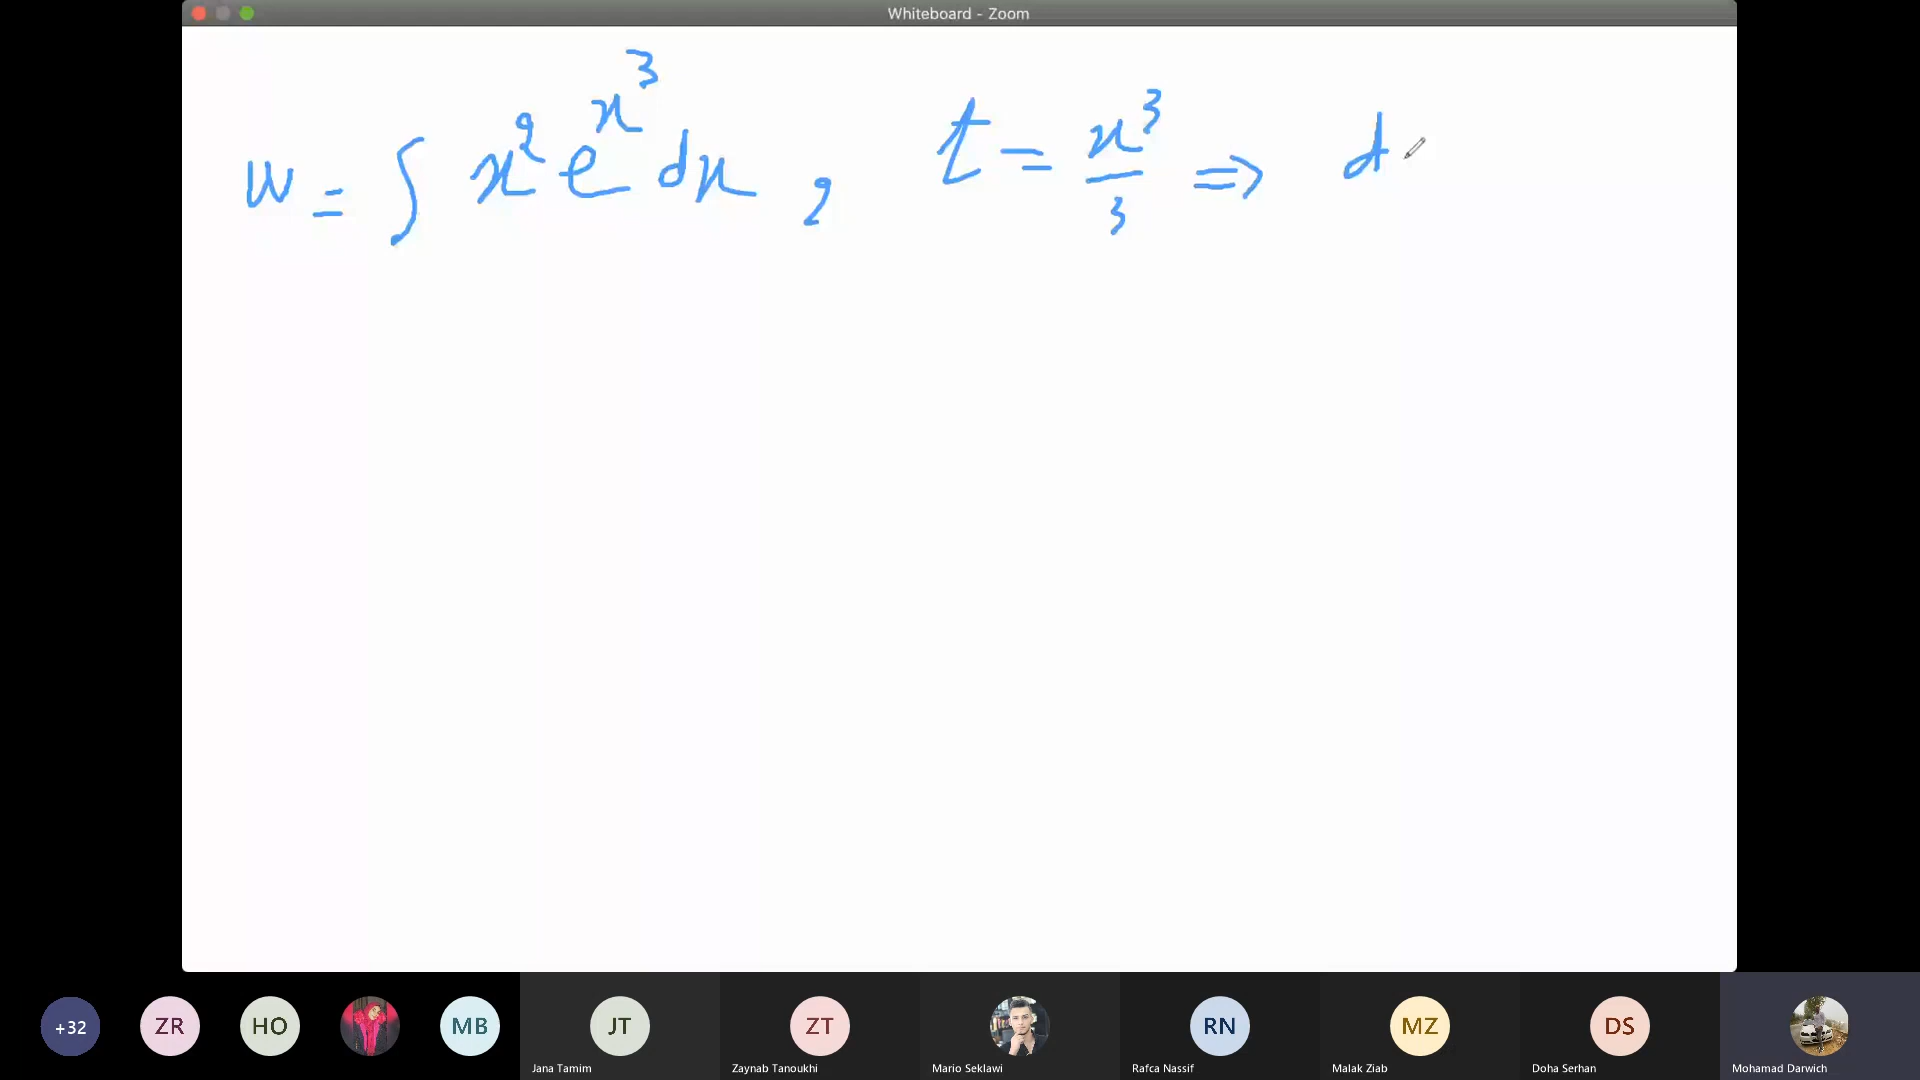 Whiteboard - Zoom
w = ∫ x² e^x³ dx , t = x³/3 ⇒ d
+32
ZR
HO
MB
JT
ZT
RN
MZ
DS
Jana Tamim
Zaynab Tanoukhi
Mario Seklawi
Rafca Nassif
Malak Ziab
Doha Serhan
Mohamad Darwich